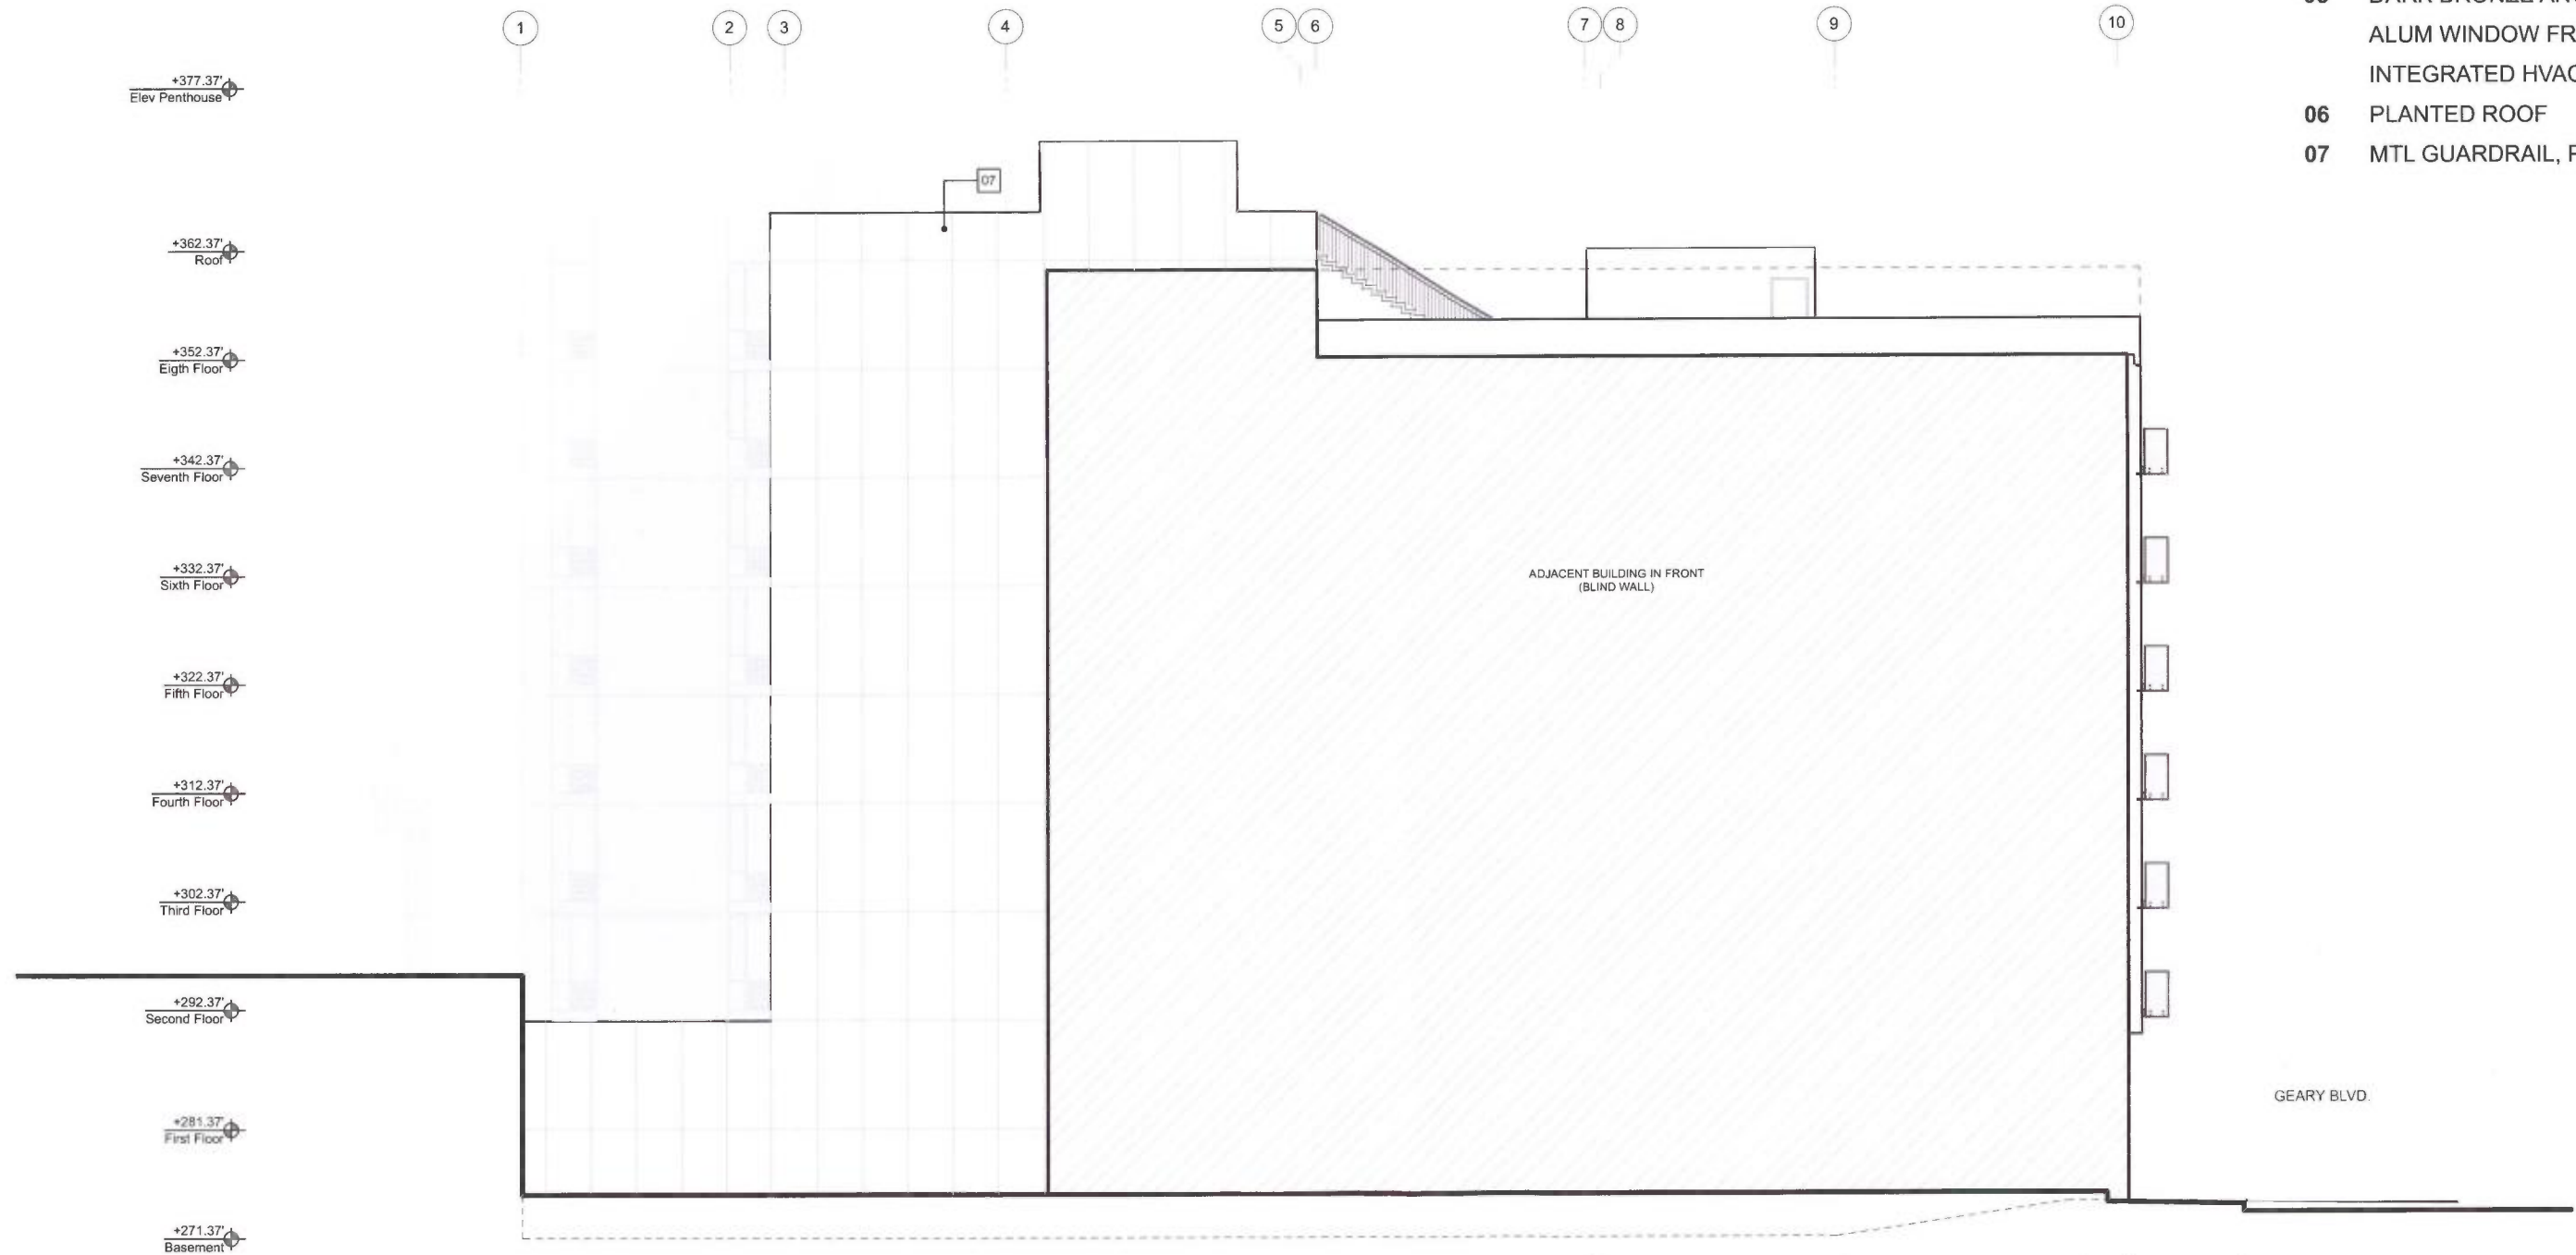 1 2 3 4 5 6 7 8 9 10
ALUM WINDOW FR
INTEGRATED HVAC
06 PLANTED ROOF
07 MTL GUARDRAIL,
+377.37'
Elev Penthouse
07
+362.37'
Roof
+352.37'
Eigth Floor
+342.37'
Seventh Floor
+332.37'
Sixth Floor
ADJACENT BUILDING IN FRONT
(BLIND WALL)
+322.37'
Fifth Floor
+312.37'
Fourth Floor
+302.37'
Third Floor
+292.37'
Second Floor
GEARY BLVD.
+281.37'
First Floor
+271.37'
Basement